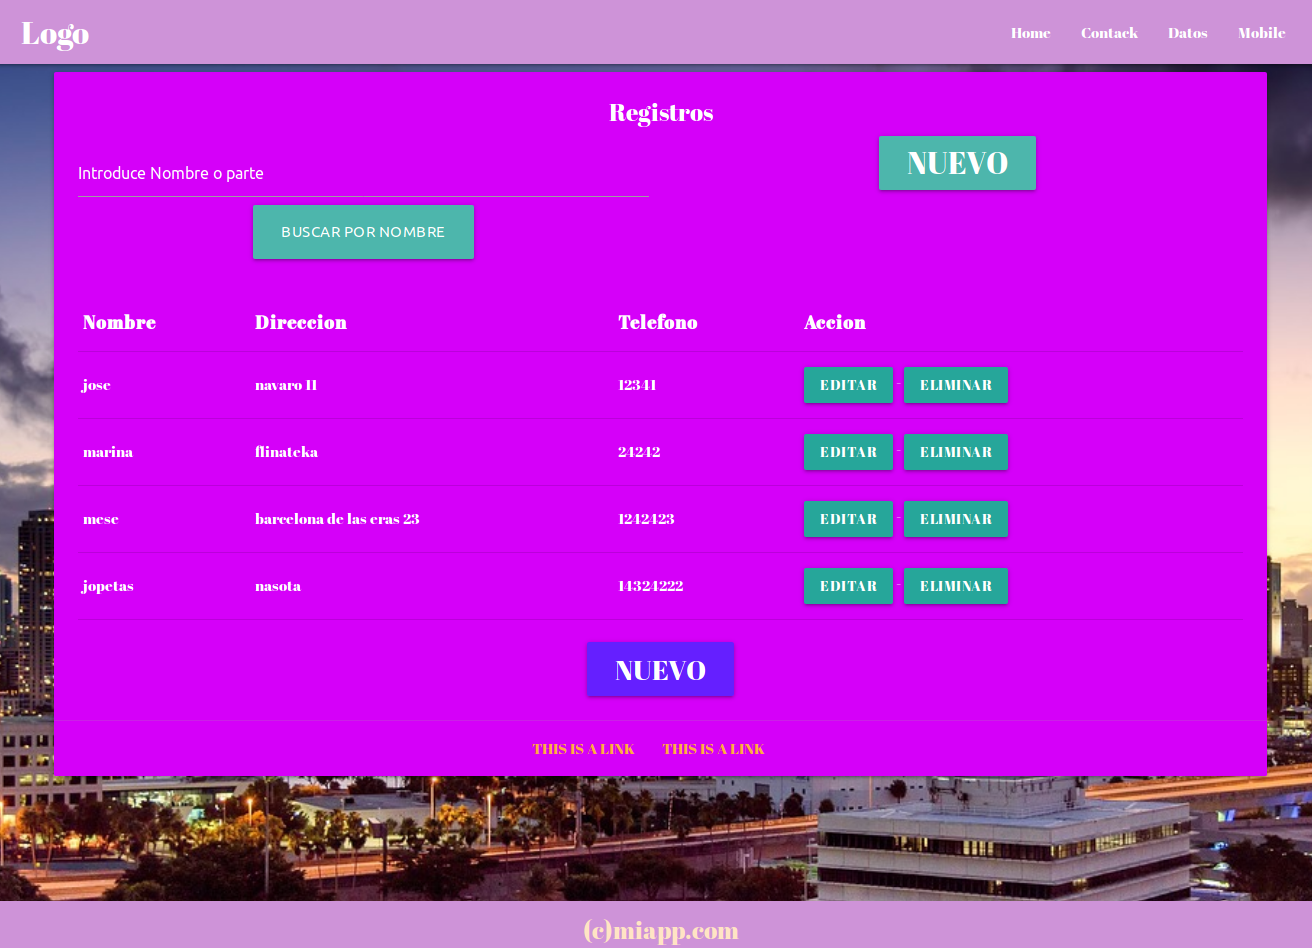 Logo
Home Contack Datos Mobile
Registros
Introduce Nombre o parte
NUEVO
BUSCAR POR NOMBRE
Nombre Direccion Telefono Accion
jose navaro 11 12341 EDITAR - ELIMINAR
marina flinateka 24242 EDITAR - ELIMINAR
mese barcelona de las eras 23 1242423 EDITAR - ELIMINAR
jopetas nasota 14324222 EDITAR - ELIMINAR
NUEVO
THIS IS A LINK THIS IS A LINK
(c)miapp.com